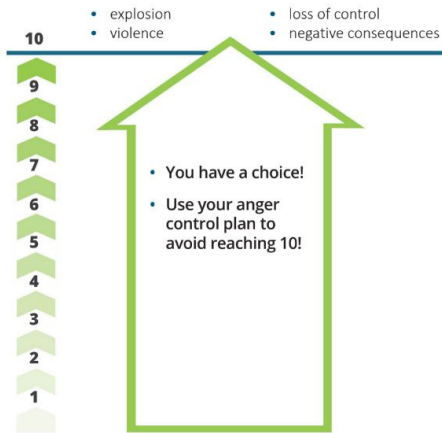 • explosion
• violence
• loss of control
• negative consequences
10
9
8
7
6
5
4
3
2
1
• You have a choice!
• Use your anger
control plan to
avoid reaching 10!